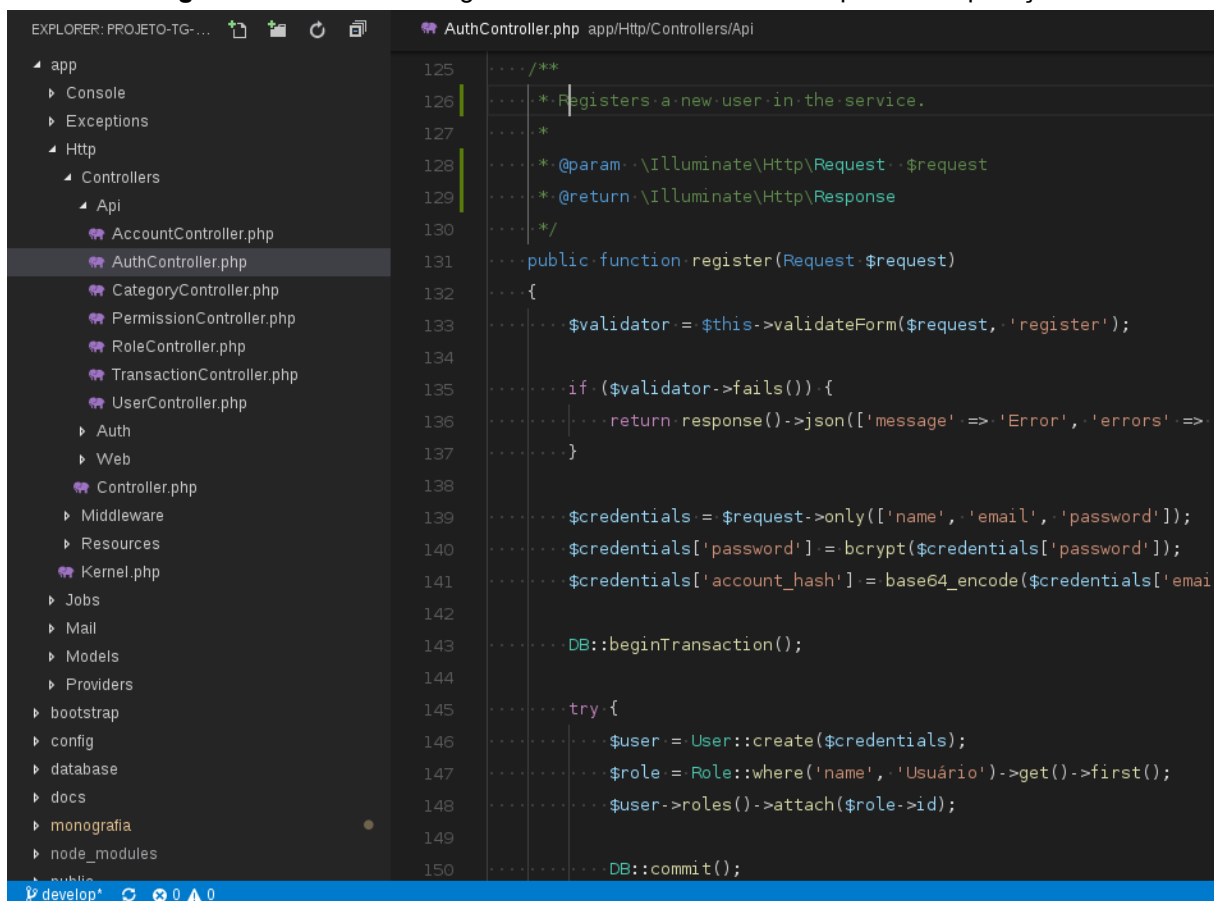 EXPLORER: PROJETO-TG-...
app
Console
Exceptions
Http
Controllers
Api
AccountController.php
AuthController.php
CategoryController.php
PermissionController.php
RoleController.php
TransactionController.php
UserController.php
Auth
Web
Controller.php
Middleware
Resources
Kernel.php
Jobs
Mail
Models
Providers
bootstrap
config
database
docs
monografia
node_modules
AuthController.php app/Http/Controllers/Api
125 /**
126 * Registers a new user in the service.
127 *
128 * @param  \Illuminate\Http\Request  $request
129 * @return \Illuminate\Http\Response
130 */
131 public function register(Request $request)
132 {
133 $validator = $this->validateForm($request, 'register');
134
135 if ($validator->fails()) {
136 return response()->json(['message' => 'Error', 'errors' =>
137 }
138
139 $credentials = $request->only(['name', 'email', 'password']);
140 $credentials['password'] = bcrypt($credentials['password']);
141 $credentials['account_hash'] = base64_encode($credentials['emai
142
143 DB::beginTransaction();
144
145 try {
146 $user = User::create($credentials);
147 $role = Role::where('name', 'Usuário')->get()->first();
148 $user->roles()->attach($role->id);
149
150 DB::commit();
develop* 0 0